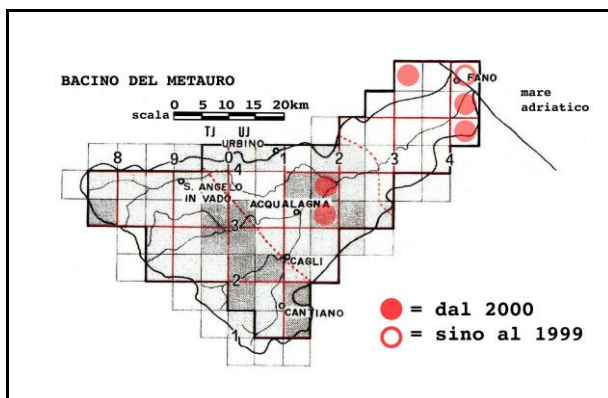 BACINO DEL METAURO
FANO
mare
adriatico
scala 0 5 10 20km
TJ UJ
URBINO
8 9 0 1 2 3 4
4
S. ANGELO
IN VADO
ACQUALAGNA
3
CAGLI
2
CANTIANO
1
= dal 2000
= sino al 1999